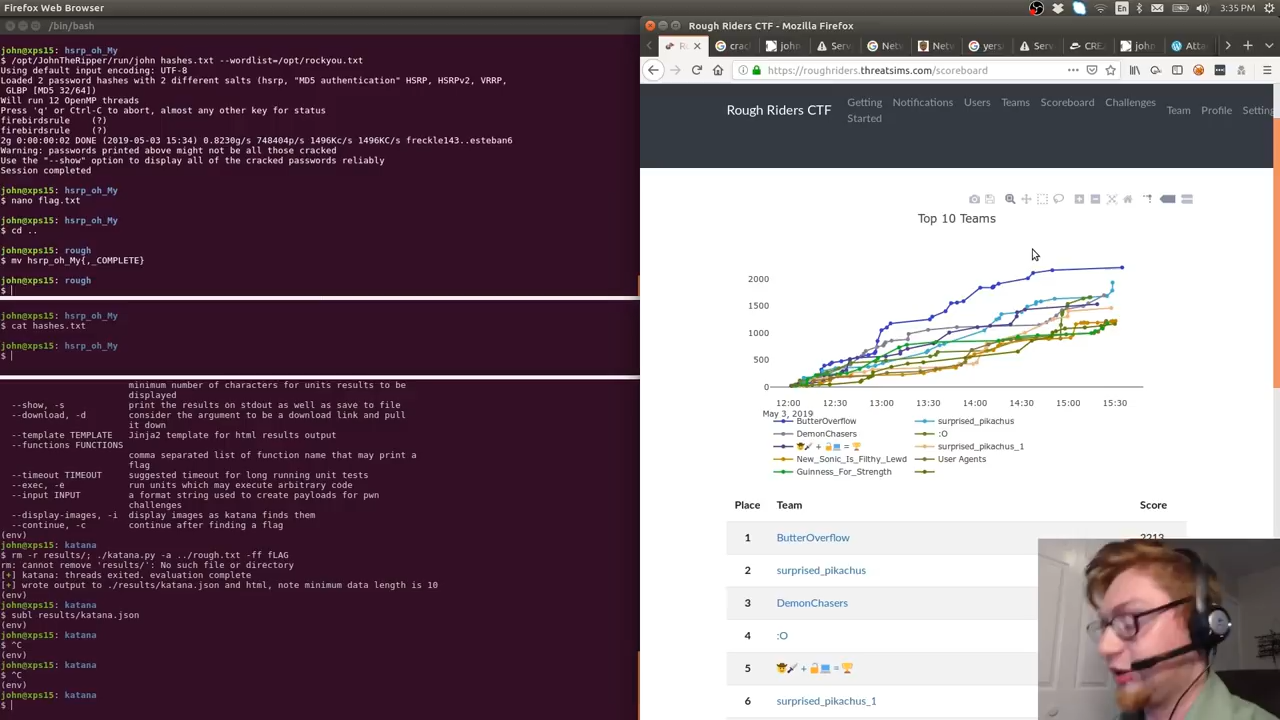 Firefox Web Browser
En
3:35 PM
/bin/bash
john@xps15: hsrp_oh_My
$ /opt/JohnTheRipper/run/john hashes.txt --wordlist=/opt/rockyou.txt
Using default input encoding: UTF-8
Loaded 2 password hashes with 2 different salts (hsrp, "MD5 authentication" HSRP, HSRPv2, VRRP,
GLBP [MD5 32/64])
Will run 12 OpenMP threads
Press 'q' or Ctrl-C to abort, almost any other key for status
firebirdsrule    (?)
firebirdsrule    (?)
2g 0:00:00:02 DONE (2019-05-03 15:34) 0.8230g/s 748404p/s 1496Kc/s 1496KC/s freckle143..esteban6
Warning: passwords printed above might not be all those cracked
Use the "--show" option to display all of the cracked passwords reliably
Session completed
john@xps15: hsrp_oh_My
$ nano flag.txt
john@xps15: hsrp_oh_My
$ cd ..
john@xps15: rough
$ mv hsrp_oh_My{,_COMPLETE}
john@xps15: rough
$
john@xps15: hsrp_oh_My
$ cat hashes.txt
john@xps15: hsrp_oh_My
$
minimum number of characters for units results to be
displayed
--show, -s print the results on stdout as well as save to file
--download, -d consider the argument to be a download link and pull
it down
--template TEMPLATE Jinja2 template for html results output
--functions FUNCTIONS
comma separated list of function name that may print a
flag
--timeout TIMEOUT suggested timeout for long running unit tests
--exec, -e run units which may execute arbitrary code
--input INPUT a format string used to create payloads for pwn
challenges
--display-images, -i display images as katana finds them
--continue, -c continue after finding a flag
(env)
john@xps15: katana
$ rm -r results/; ./katana.py -a ../rough.txt -ff fLAG
rm: cannot remove 'results/': No such file or directory
[+] katana: threads exited. evaluation complete
[+] wrote output to ./results/katana.json and html, note minimum data length is 10
(env)
john@xps15: katana
$ subl results/katana.json
(env)
john@xps15: katana
$ ^C
(env)
john@xps15: katana
$ ^C
(env)
john@xps15: katana
$
Rough Riders CTF - Mozilla Firefox
Ro
crac
Serv
Netv
Netw
yers
Serv
CREA
john
Atta
https://roughriders.threatsims.com/scoreboard
Rough Riders CTF
Getting Started
Notifications
Users
Teams
Scoreboard
Challenges
Team
Profile
Setting
Top 10 Teams
2000
1500
1000
500
0
12:00 12:30 13:00 13:30 14:00 14:30 15:00 15:30
May 3, 2019
ButterOverflow surprised_pikachus
DemonChasers :O
🤠🗡 + 🔒💻 = 🏆 surprised_pikachus_1
New_Sonic_Is_Filthy_Lewd User Agents
Guinness_For_Strength
Place Team Score
1 ButterOverflow 2213
2 surprised_pikachus
3 DemonChasers
4 :O
5 🤠🗡 + 🔒💻 = 🏆
6 surprised_pikachus_1